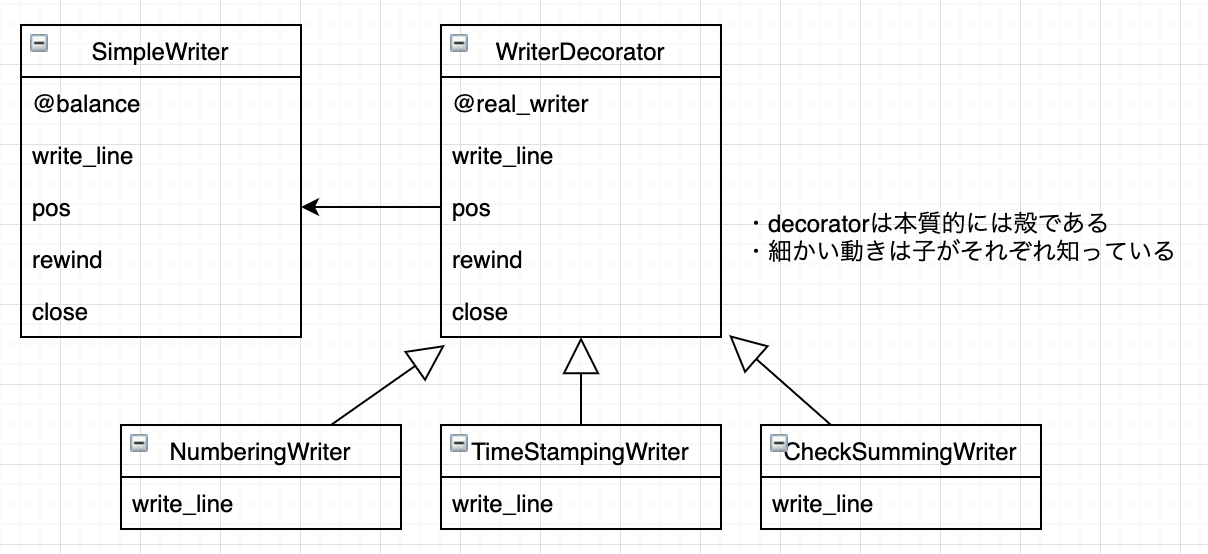 SimpleWriter
@balance
write_line
pos
rewind
close
WriterDecorator
@real_writer
write_line
pos
rewind
close
・decoratorは本質的には殻である
・細かい動きは子がそれぞれ知っている
NumberingWriter
write_line
TimeStampingWriter
write_line
CheckSummingWriter
write_line